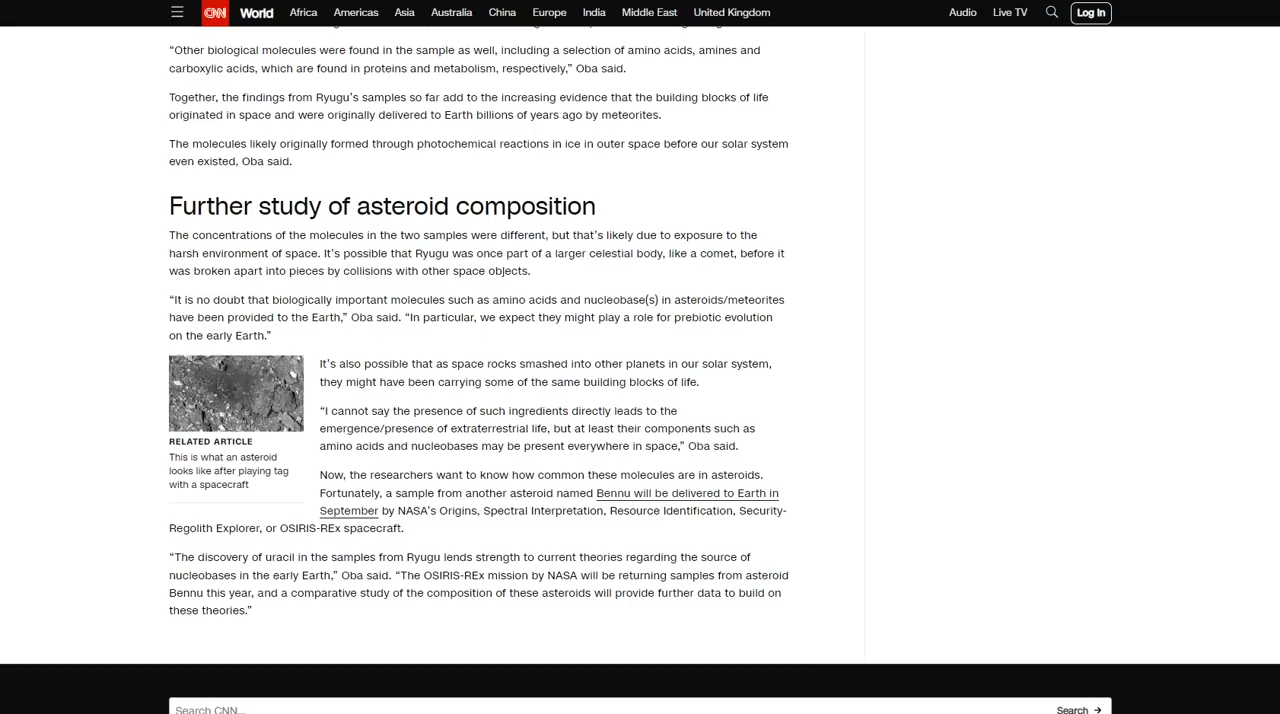 CNN World Africa Americas Asia Australia China Europe India Middle East United Kingdom Audio Live TV Log In
“Other biological molecules were found in the sample as well, including a selection of amino acids, amines and
carboxylic acids, which are found in proteins and metabolism, respectively,” Oba said.
Together, the findings from Ryugu’s samples so far add to the increasing evidence that the building blocks of life
originated in space and were originally delivered to Earth billions of years ago by meteorites.
The molecules likely originally formed through photochemical reactions in ice in outer space before our solar system
even existed, Oba said.
Further study of asteroid composition
The concentrations of the molecules in the two samples were different, but that’s likely due to exposure to the
harsh environment of space. It’s possible that Ryugu was once part of a larger celestial body, like a comet, before it
was broken apart into pieces by collisions with other space objects.
“It is no doubt that biologically important molecules such as amino acids and nucleobase(s) in asteroids/meteorites
have been provided to the Earth,” Oba said. “In particular, we expect they might play a role for prebiotic evolution
on the early Earth.”
RELATED ARTICLE
This is what an asteroid
looks like after playing tag
with a spacecraft
It’s also possible that as space rocks smashed into other planets in our solar system,
they might have been carrying some of the same building blocks of life.
“I cannot say the presence of such ingredients directly leads to the
emergence/presence of extraterrestrial life, but at least their components such as
amino acids and nucleobases may be present everywhere in space,” Oba said.
Now, the researchers want to know how common these molecules are in asteroids.
Fortunately, a sample from another asteroid named Bennu will be delivered to Earth in
September by NASA’s Origins, Spectral Interpretation, Resource Identification, Security-
Regolith Explorer, or OSIRIS-REx spacecraft.
“The discovery of uracil in the samples from Ryugu lends strength to current theories regarding the source of
nucleobases in the early Earth,” Oba said. “The OSIRIS-REx mission by NASA will be returning samples from asteroid
Bennu this year, and a comparative study of the composition of these asteroids will provide further data to build on
these theories.”
Search CNN... Search →